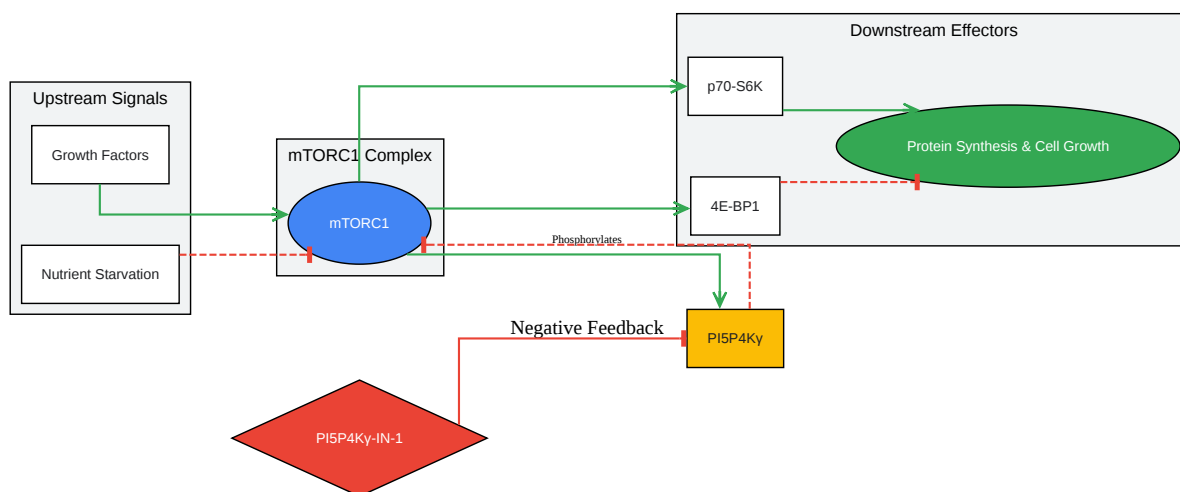 Downstream Effectors
p70-S6K
Protein Synthesis & Cell Growth
4E-BP1
Upstream Signals
Growth Factors
Nutrient Starvation
mTORC1 Complex
mTORC1
Phosphorylates
Negative Feedback
PI5P4Kγ
PI5P4Kγ-IN-1